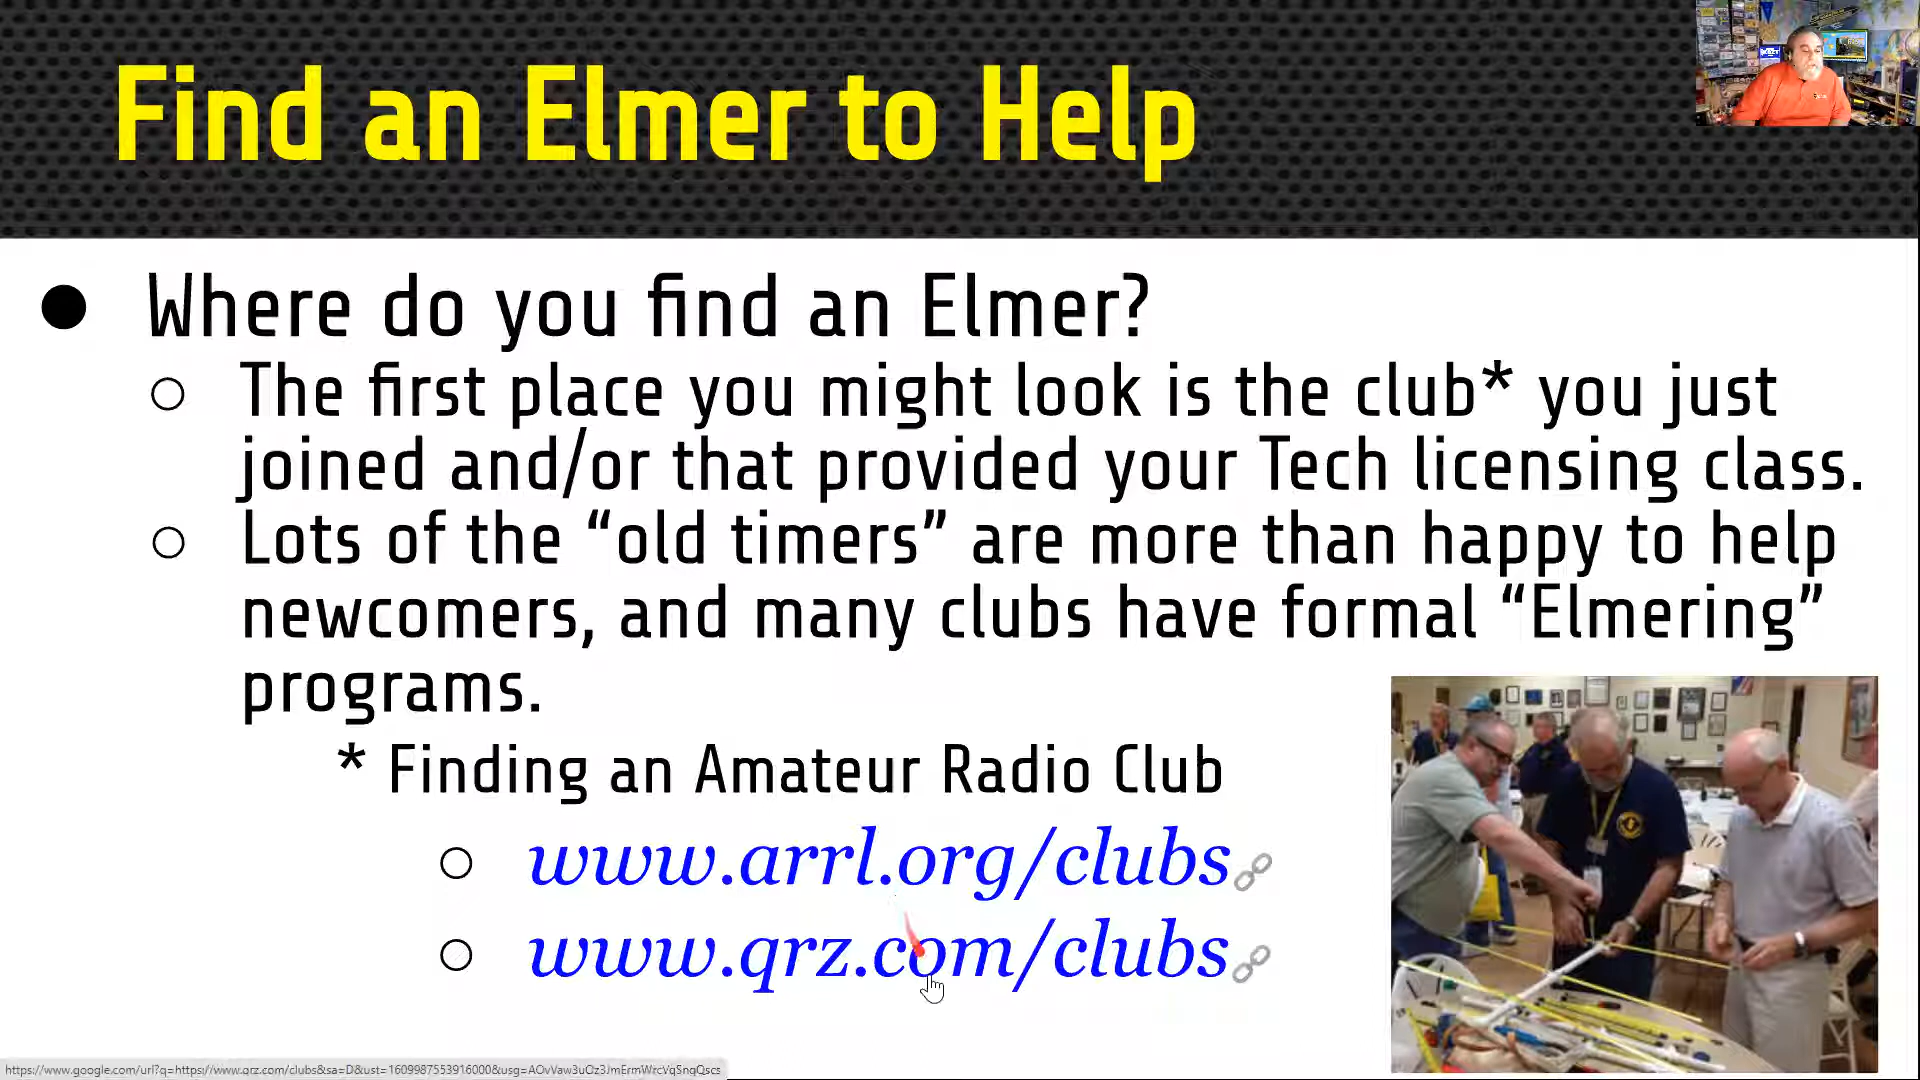 Find an Elmer to Help
● Where do you find an Elmer?
○ The first place you might look is the club* you just
joined and/or that provided your Tech licensing class.
○ Lots of the “old timers” are more than happy to help
newcomers, and many clubs have formal “Elmering”
programs.
* Finding an Amateur Radio Club
○ www.arrl.org/clubs
○ www.qrz.com/clubs